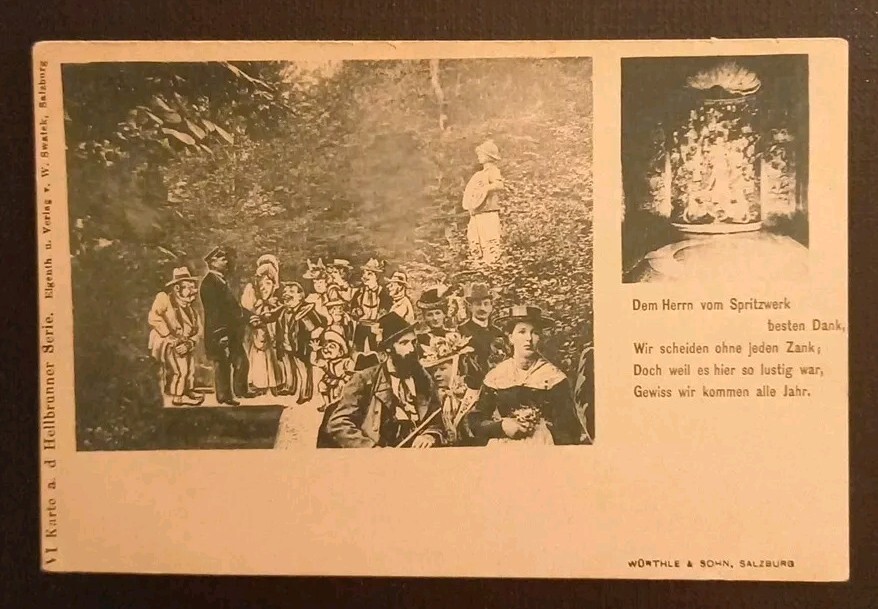 VI Karte a. d Hellbrunner Serie. Eigenth u. Verlag v. W. Swatek, Salzburg
Dem Herrn vom Spritzwerk
besten Dank,
Wir scheiden ohne jeden Zank;
Doch weil es hier so lustig war,
Gewiss wir kommen alle Jahr.
WÜRTHLE & SOHN, SALZBURG